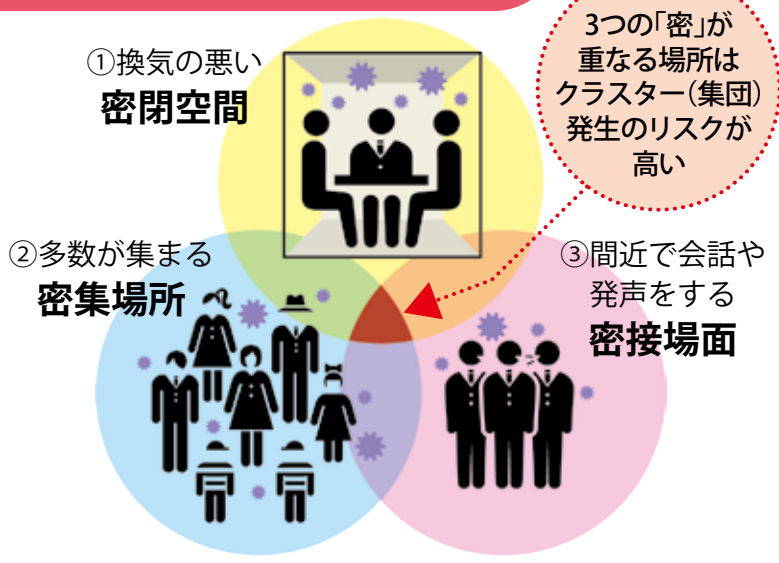 ①換気の悪い
密閉空間
3つの「密」が
重なる場所は
クラスター（集団）
発生のリスクが
高い
②多数が集まる
密集場所
③間近で会話や
発声をする
密接場面